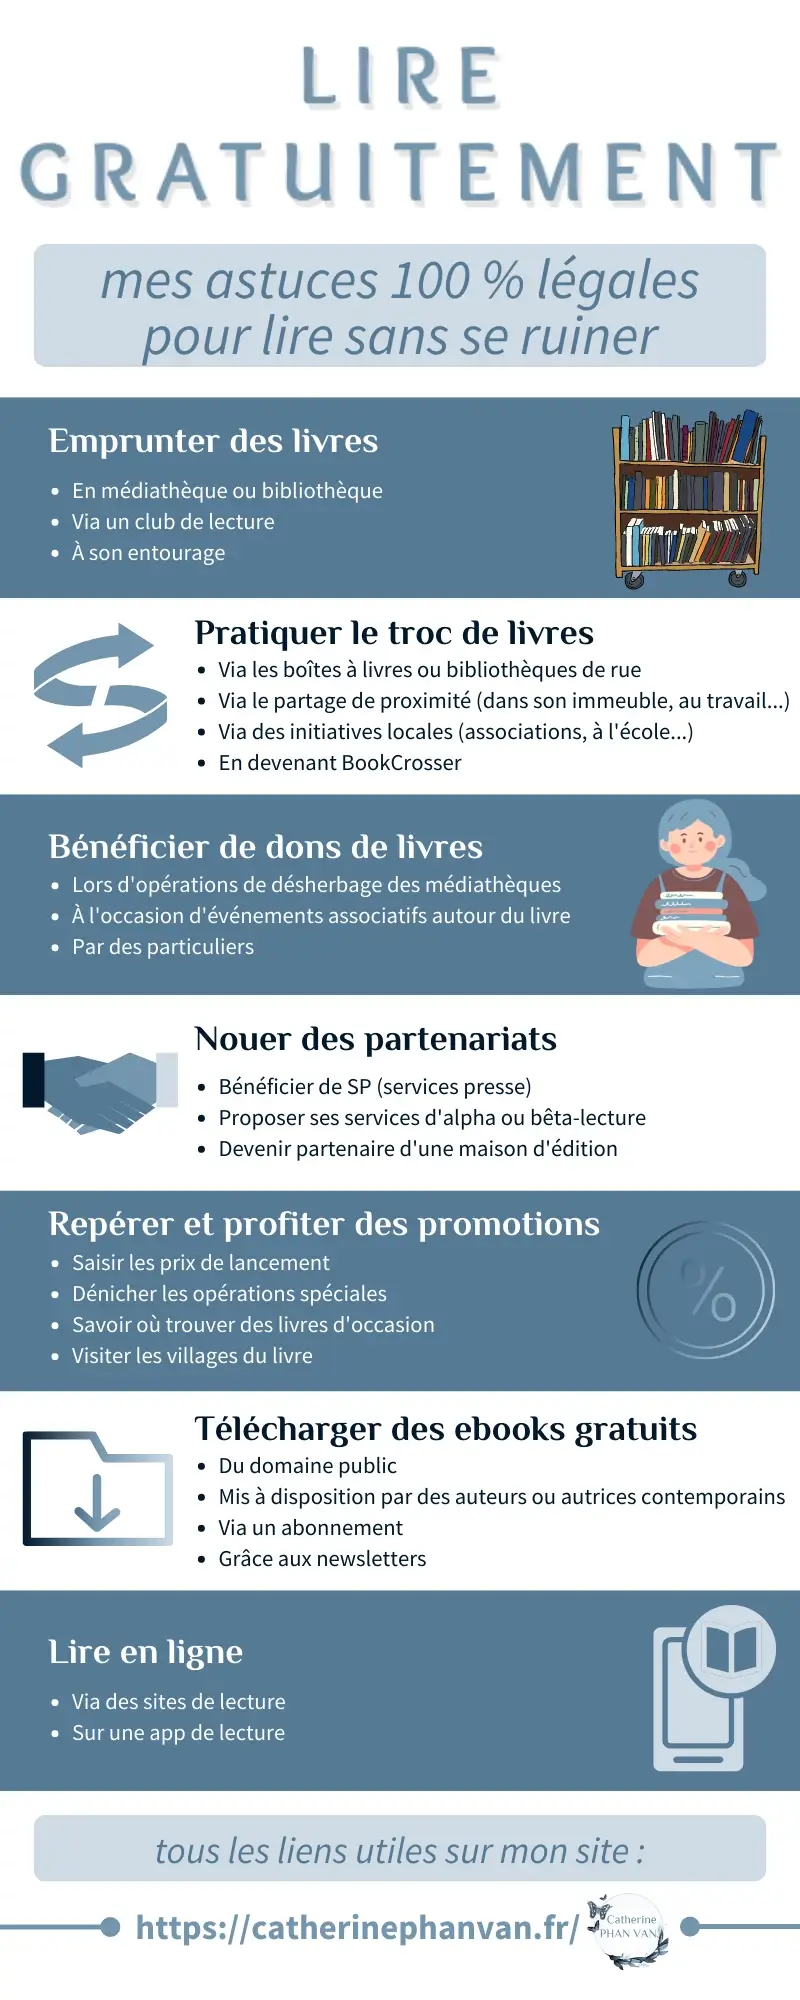 LIRE
GRATUITEMENT
mes astuces 100 % légales
pour lire sans se ruiner
Emprunter des livres
• En médiathèque ou bibliothèque
• Via un club de lecture
• À son entourage
Pratiquer le troc de livres
• Via les boîtes à livres ou bibliothèques de rue
• Via le partage de proximité (dans son immeuble, au travail...)
• Via des initiatives locales (associations, à l'école...)
• En devenant BookCrosser
Bénéficier de dons de livres
• Lors d'opérations de désherbage des médiathèques
• À l'occasion d'événements associatifs autour du livre
• Par des particuliers
Nouer des partenariats
• Bénéficier de SP (services presse)
• Proposer ses services d'alpha ou bêta-lecture
• Devenir partenaire d'une maison d'édition
Repérer et profiter des promotions
• Saisir les prix de lancement
• Dénicher les opérations spéciales
• Savoir où trouver des livres d'occasion
• Visiter les villages du livre
%
Télécharger des ebooks gratuits
• Du domaine public
• Mis à disposition par des auteurs ou autrices contemporains
• Via un abonnement
• Grâce aux newsletters
Lire en ligne
• Via des sites de lecture
• Sur une app de lecture
tous les liens utiles sur mon site :
https://catherinephanvan.fr/
Catherine
PHAN VAN